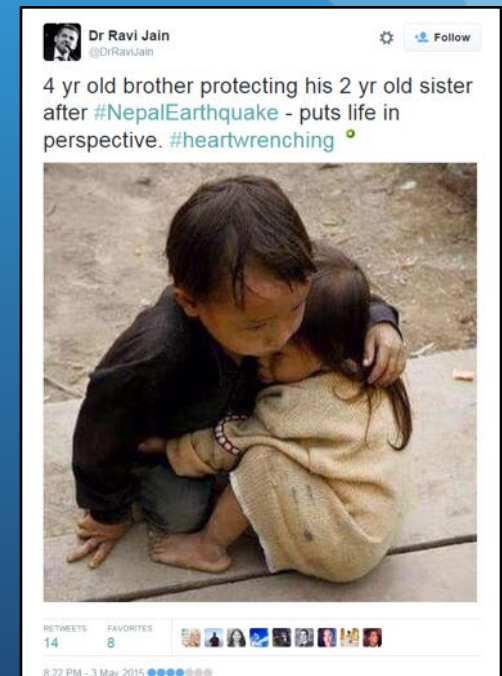 Dr Ravi Jain
@DrRaviJain
Follow
4 yr old brother protecting his 2 yr old sister
after #NepalEarthquake - puts life in
perspective. #heartwrenching
RETWEETS FAVORITES
14 8
8:22 PM - 3 May 2015